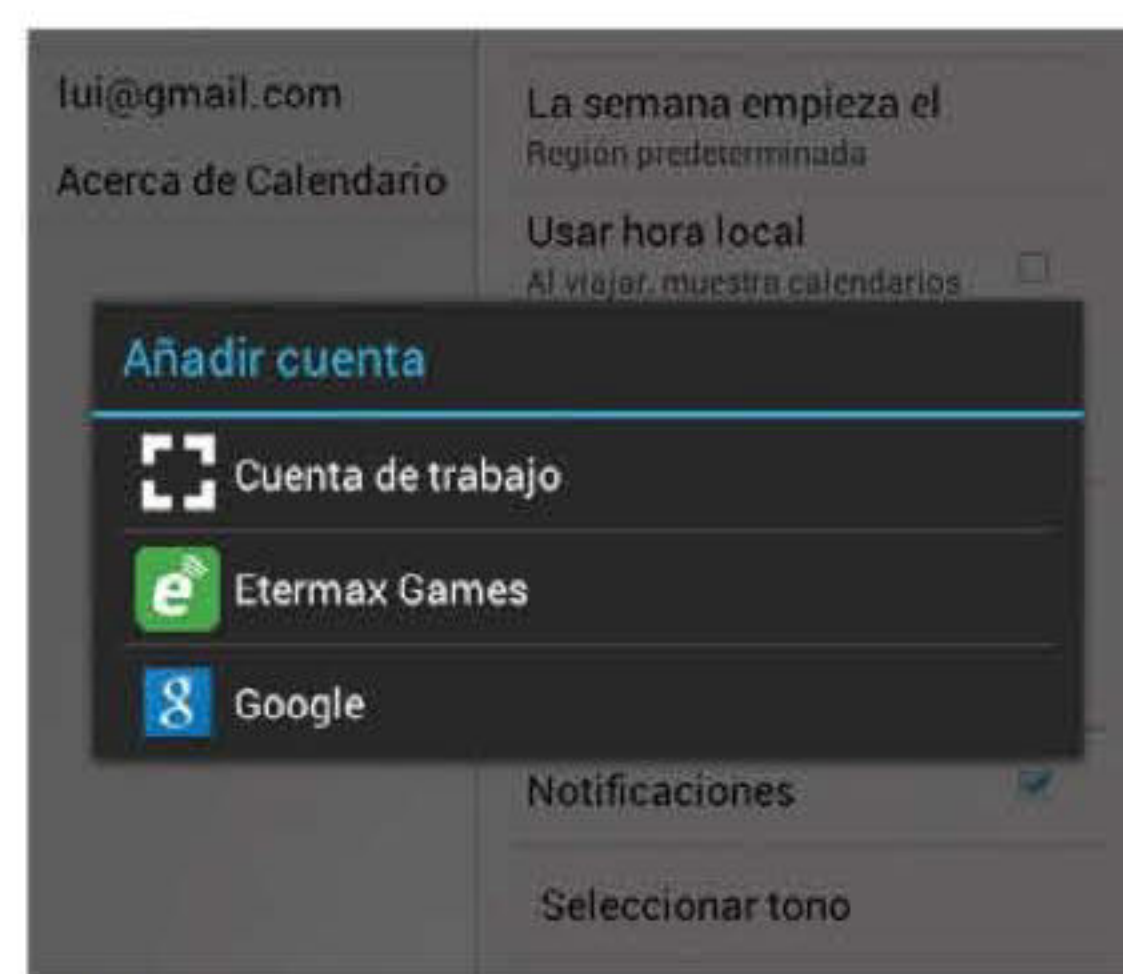 lui@gmail.com
Acerca de Calendario
La semana empieza el
Región predeterminada
Usar hora local
Al viajar, muestra calendarios
Añadir cuenta
Cuenta de trabajo
e
Etermax Games
8
Google
Notificaciones
Seleccionar tono